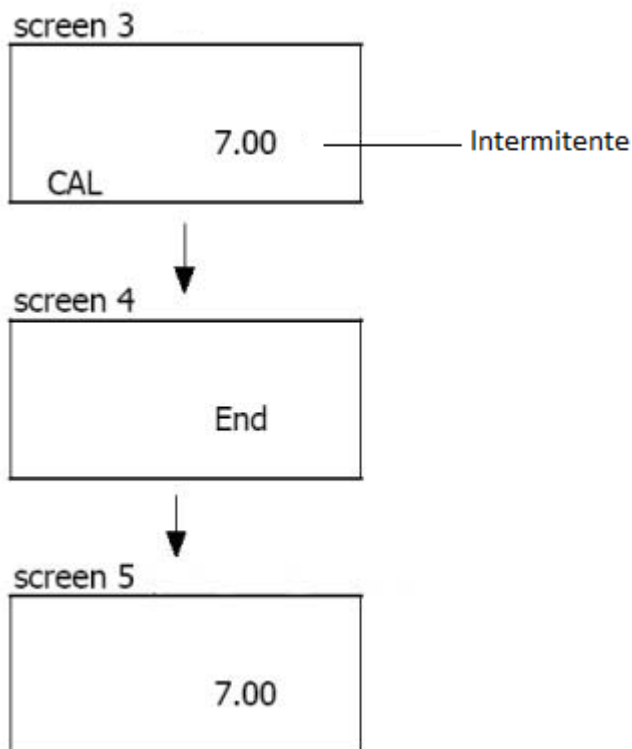 screen 3
7.00
Intermitente
CAL
screen 4
End
screen 5
7.00